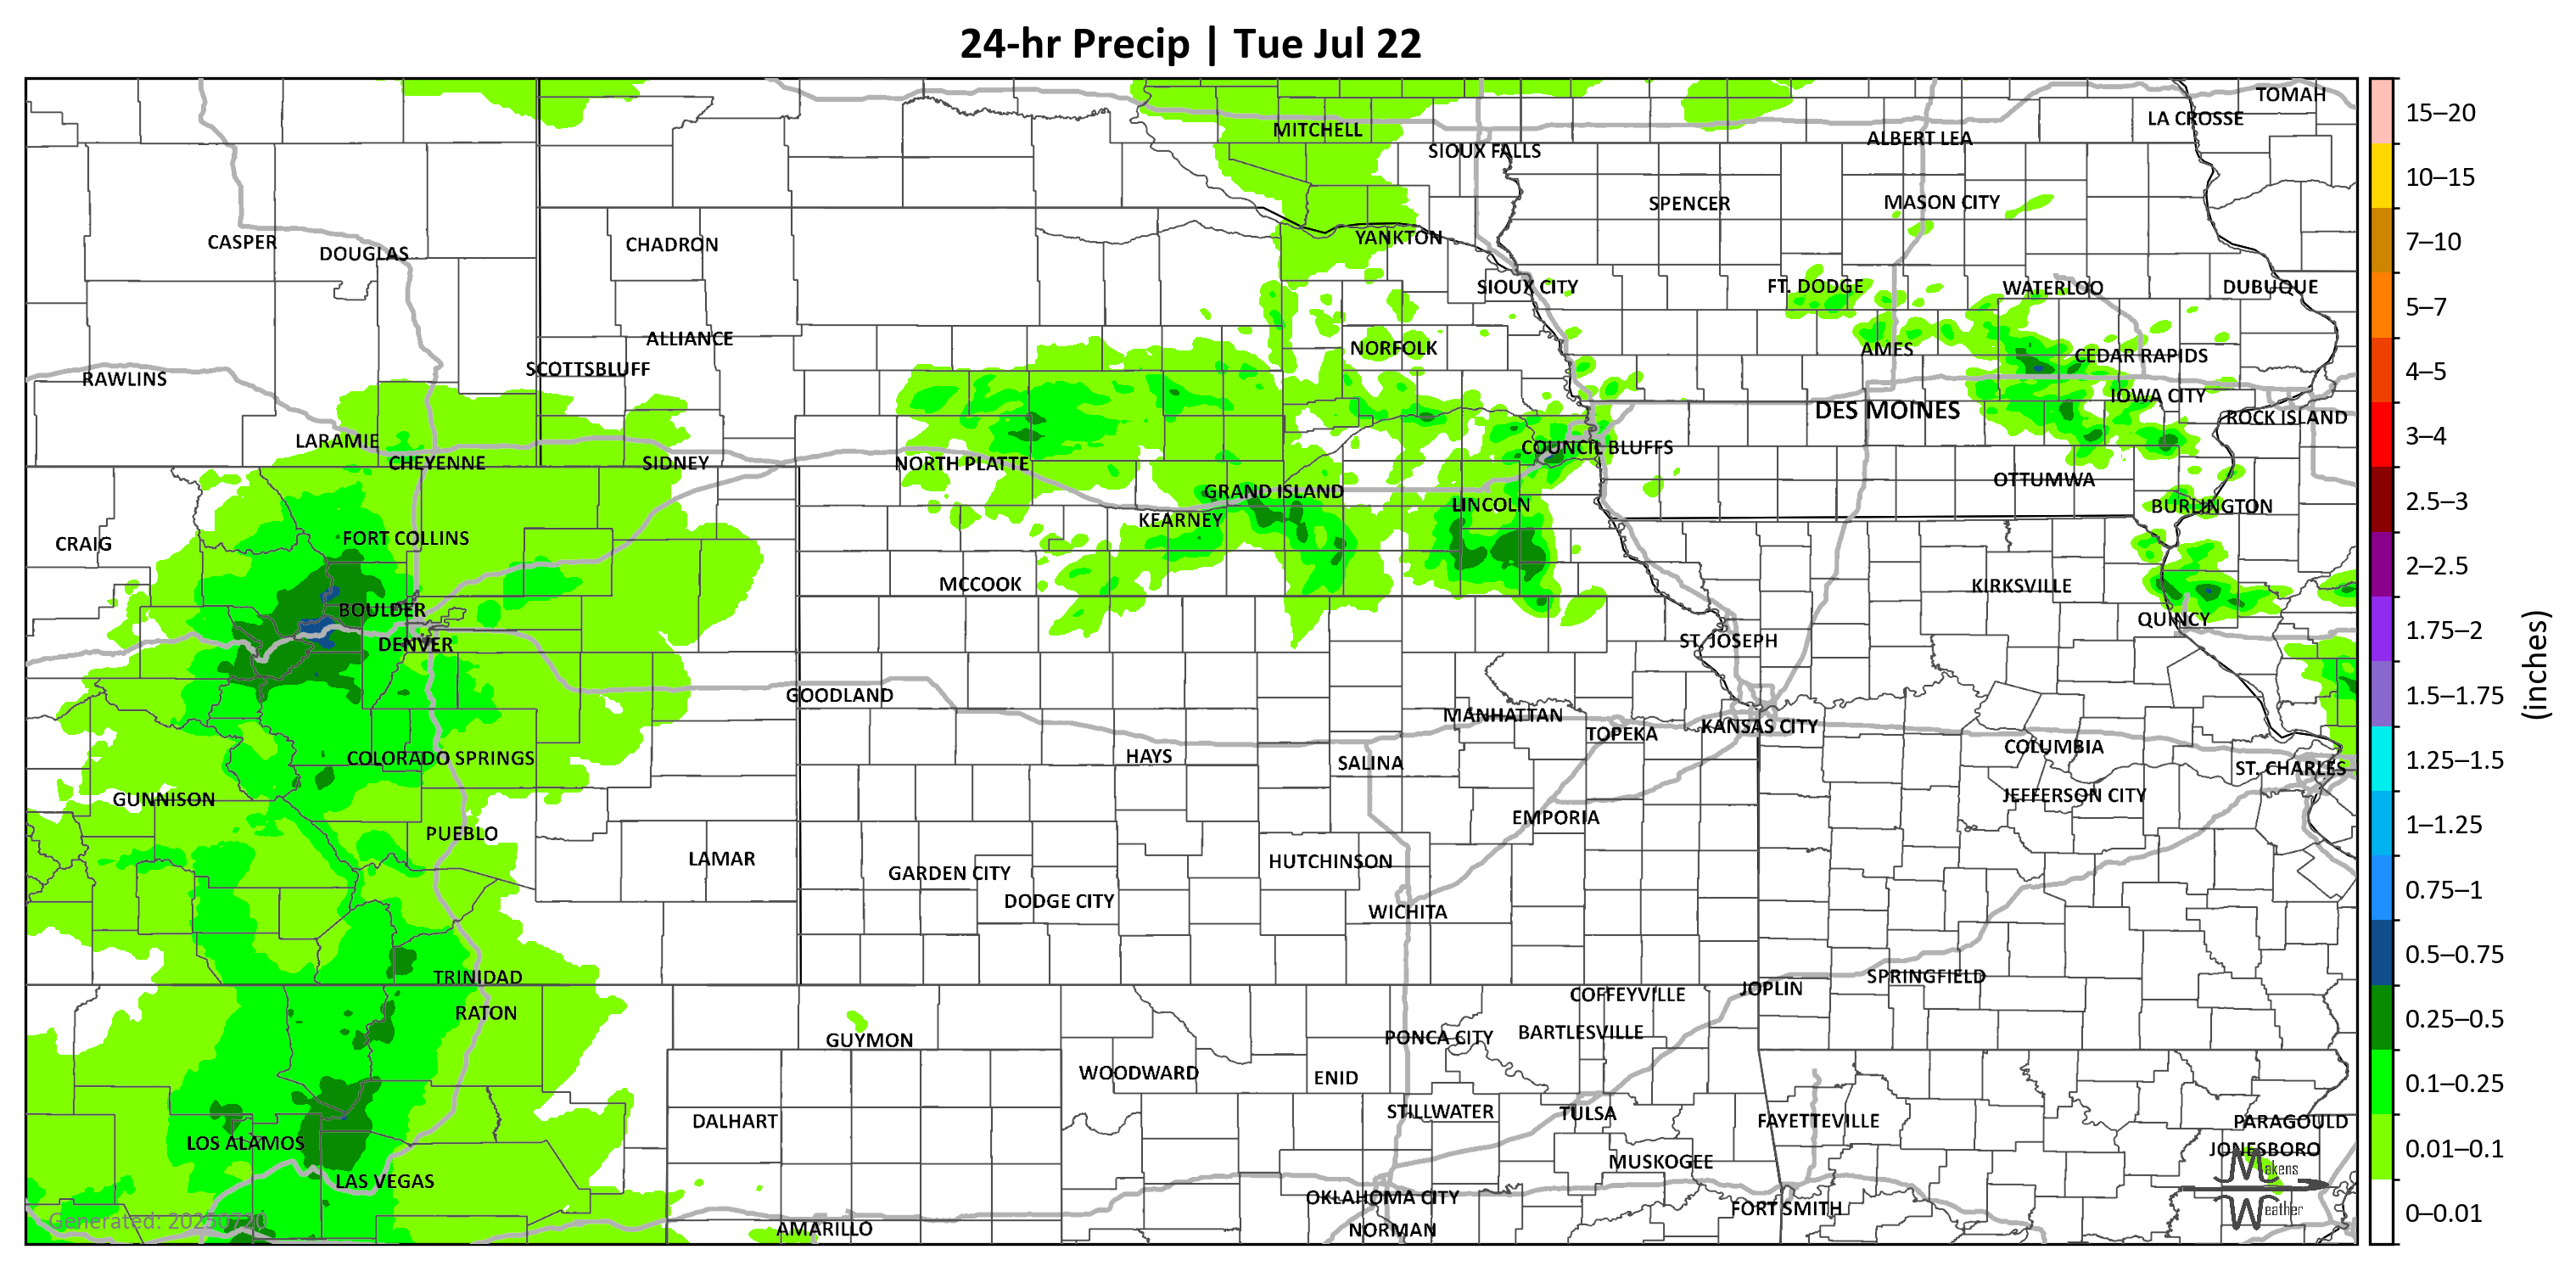 24-hr Precip | Tue Jul 22
TOMAH
LA CROSSE
MITCHELL
ALBERT LEA
SIOUX FALLS
SPENCER
MASON CITY
CASPER
DOUGLAS
CHADRON
YANKTON
SIOUX CITY
FT. DODGE
WATERLOO
DUBUQUE
ALLIANCE
NORFOLK
AMES
CEDAR RAPIDS
SCOTTSBLUFF
RAWLINS
IOWA CITY
DES MOINES
ROCK ISLAND
LARAMIE
COUNCIL BLUFFS
CHEYENNE
SIDNEY
NORTH PLATTE
OTTUMWA
GRAND ISLAND
LINCOLN
BURLINGTON
KEARNEY
FORT COLLINS
CRAIG
MCCOOK
KIRKSVILLE
BOULDER
QUINCY
DENVER
ST. JOSEPH
GOODLAND
MANHATTAN
TOPEKA
KANSAS CITY
COLUMBIA
COLORADO SPRINGS
HAYS
SALINA
ST. CHARLES
GUNNISON
JEFFERSON CITY
EMPORIA
PUEBLO
LAMAR
HUTCHINSON
GARDEN CITY
DODGE CITY
WICHITA
TRINIDAD
SPRINGFIELD
JOPLIN
COFFEYVILLE
RATON
GUYMON
PONCA CITY
BARTLESVILLE
WOODWARD
ENID
STILLWATER
TULSA
DALHART
FAYETTEVILLE
PARAGOULD
LOS ALAMOS
JONESBORO
MUSKOGEE
LAS VEGAS
OKLAHOMA CITY
FORT SMITH
AMARILLO
NORMAN
Generated: 20250720
Makens
Weather
15–20
10–15
7–10
5–7
4–5
3–4
2.5–3
2–2.5
1.75–2
1.5–1.75
1.25–1.5
1–1.25
0.75–1
0.5–0.75
0.25–0.5
0.1–0.25
0.01–0.1
0–0.01
(inches)